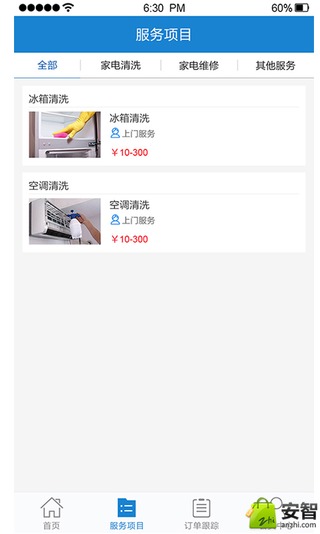 6:30 PM
60%
服务项目
全部
家电清洗
家电维修
其他服务
冰箱清洗
冰箱清洗
上门服务
￥10-300
空调清洗
空调清洗
上门服务
￥10-300
首页
服务项目
订单跟踪
安智
anzhi.com